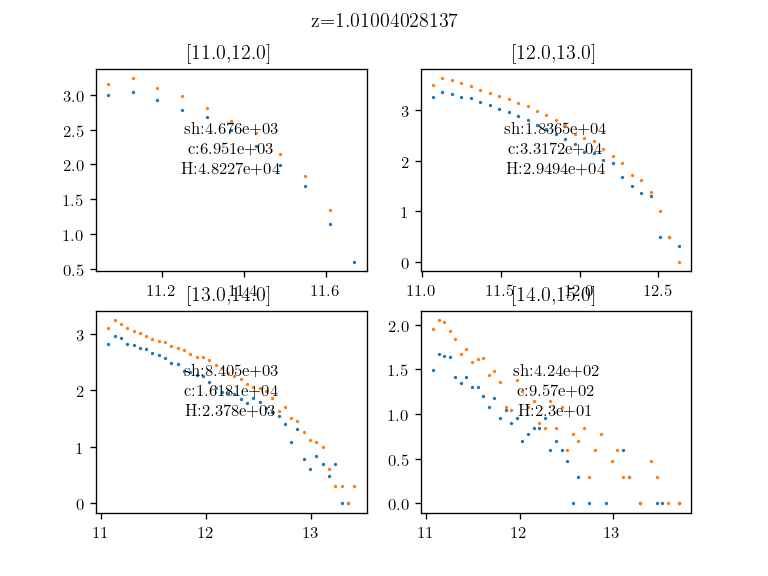 z=1.01004028137
[11.0,12.0]
3.0
2.5
2.0
1.5
1.0
0.5
sh:4.676e+03
c:6.951e+03
H:4.8227e+04
11.2
11.4
11.6
[12.0,13.0]
3
2
1
0
sh:1.8365e+04
c:3.3172e+04
H:2.9494e+04
11.0
11.5
12.0
12.5
[13.0,14.0]
3
2
1
0
sh:8.405e+03
c:1.6181e+04
H:2.378e+03
11
12
13
[14.0,15.0]
2.0
1.5
1.0
0.5
0.0
sh:4.24e+02
c:9.57e+02
H:2.3e+01
11
12
13